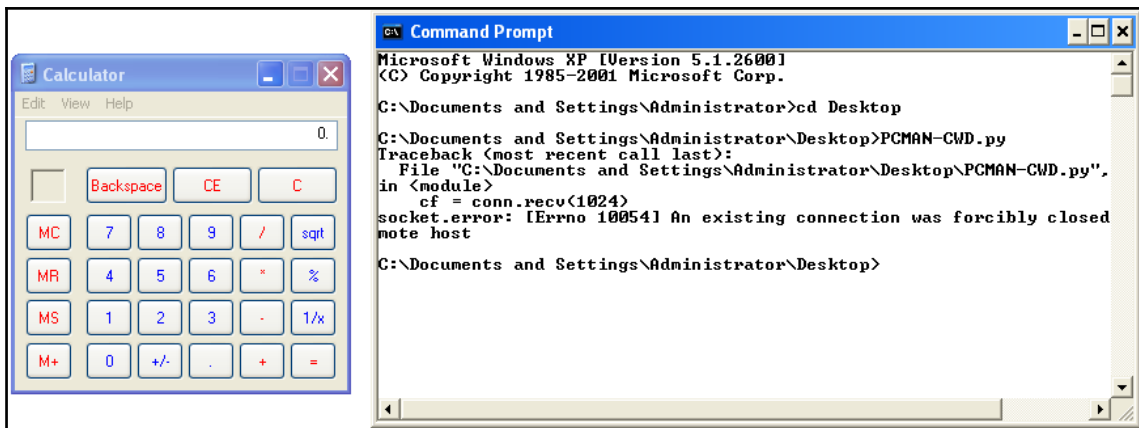 Calculator
Edit View Help
0.
Backspace CE C
MC 7 8 9 / sqrt
MR 4 5 6 * %
MS 1 2 3 - 1/x
M+ 0 +/- . + =
Command Prompt
Microsoft Windows XP [Version 5.1.2600]
(C) Copyright 1985-2001 Microsoft Corp.
C:\Documents and Settings\Administrator>cd Desktop
C:\Documents and Settings\Administrator\Desktop>PCMAN-CWD.py
Traceback (most recent call last):
File "C:\Documents and Settings\Administrator\Desktop\PCMAN-CWD.py",
in <module>
cf = conn.recv(1024)
socket.error: [Errno 10054] An existing connection was forcibly closed
mote host
C:\Documents and Settings\Administrator\Desktop>